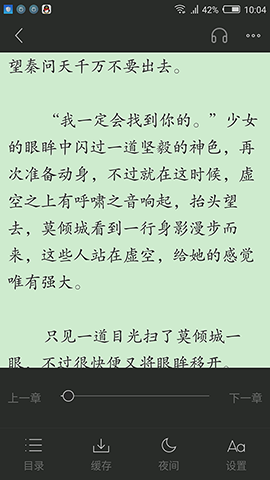 42% 10:04
望秦问天千万不要出去。
“我一定会找到你的。”少女
的眼眸中闪过一道坚毅的神色，再
次准备动身，不过就在这时候，虚
空之上有呼啸之音响起，抬头望
去，莫倾城看到一行身影漫步而
来，这些人站在虚空，给她的感觉
唯有强大。
只见一道目光扫了莫倾城一
眼，不过很快便又将眼眸移开。
上一章 下一章
目录 缓存 夜间 Aa 设置